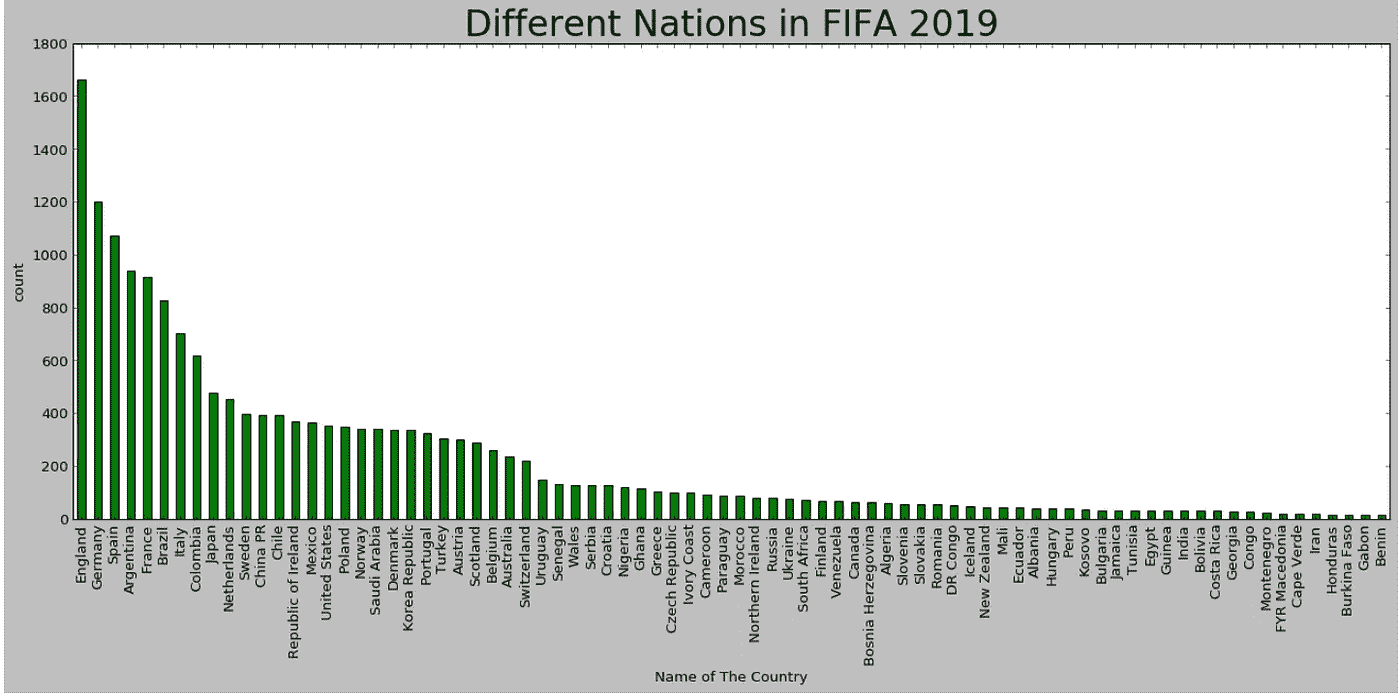 Different Nations in FIFA 2019
1800
1600
1400
1200
1000
800
600
400
200
0
count
England
Germany
Spain
Argentina
France
Brazil
Italy
Colombia
Japan
Netherlands
Sweden
China PR
Chile
Republic of Ireland
Mexico
United States
Poland
Norway
Saudi Arabia
Denmark
Korea Republic
Portugal
Turkey
Austria
Scotland
Belgium
Australia
Switzerland
Uruguay
Senegal
Wales
Serbia
Croatia
Nigeria
Ghana
Greece
Czech Republic
Ivory Coast
Cameroon
Paraguay
Morocco
Northern Ireland
Russia
Ukraine
South Africa
Finland
Venezuela
Canada
Bosnia Herzegovina
Algeria
Slovenia
Slovakia
Romania
DR Congo
Iceland
New Zealand
Mali
Ecuador
Albania
Hungary
Peru
Kosovo
Bulgaria
Jamaica
Tunisia
Egypt
Guinea
India
Bolivia
Costa Rica
Georgia
Congo
Montenegro
FYR Macedonia
Cape Verde
Iran
Honduras
Burkina Faso
Gabon
Benin
Name of The Country